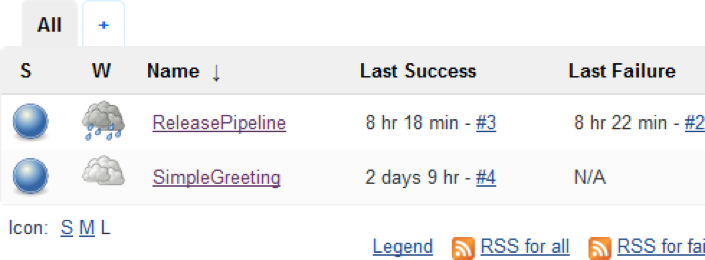 All +
S W Name ↓ Last Success Last Failure
ReleasePipeline 8 hr 18 min - #3 8 hr 22 min - #2
SimpleGreeting 2 days 9 hr - #4 N/A
Icon: S M L
Legend RSS for all RSS for fai